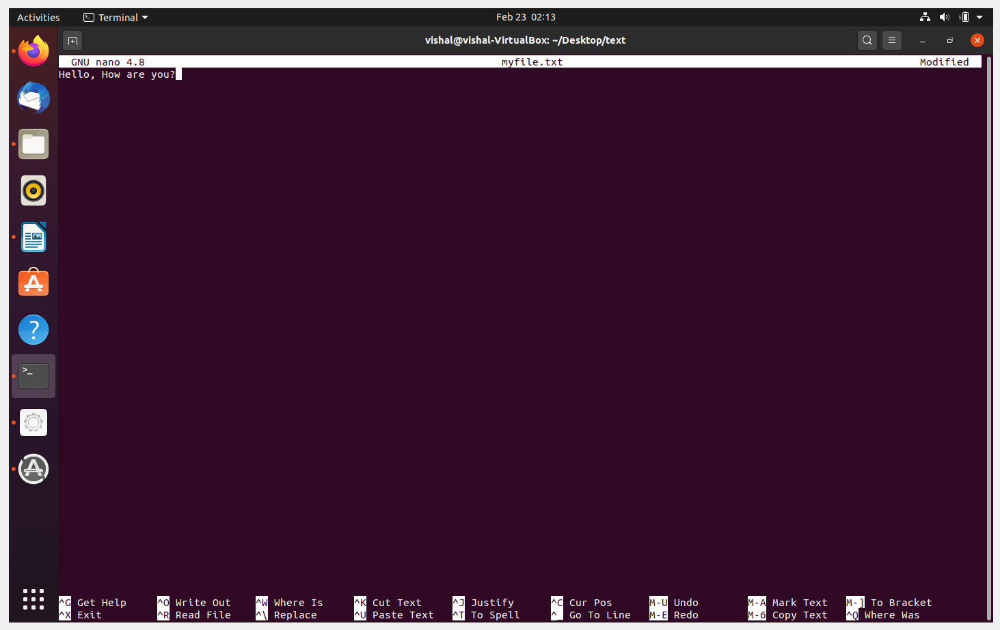 Activities Terminal Feb 23 02:13
vishal@vishal-VirtualBox: ~/Desktop/text
GNU nano 4.8 myfile.txt Modified
Hello, How are you?
^G Get Help ^O Write Out ^W Where Is ^K Cut Text ^J Justify ^C Cur Pos M-U Undo M-A Mark Text M-] To Bracket
^X Exit ^R Read File ^\ Replace ^U Paste Text ^T To Spell ^_ Go To Line M-E Redo M-6 Copy Text ^Q Where Was